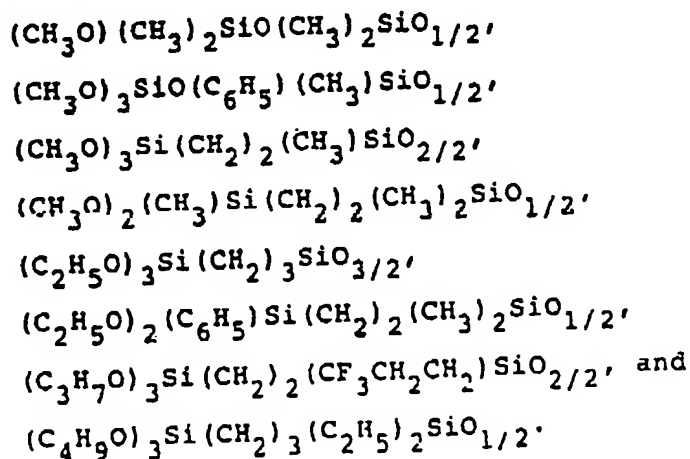 (CH₃O)(CH₃)₂SiO(CH₃)₂SiO₁/₂,
(CH₃O)₃SiO(C₆H₅)(CH₃)SiO₁/₂,
(CH₃O)₃Si(CH₂)₂(CH₃)SiO₂/₂,
(CH₃O)₂(CH₃)Si(CH₂)₂(CH₃)₂SiO₁/₂,
(C₂H₅O)₃Si(CH₂)₃SiO₃/₂,
(C₂H₅O)₂(C₆H₅)Si(CH₂)₂(CH₃)₂SiO₁/₂,
(C₃H₇O)₃Si(CH₂)₂(CF₃CH₂CH₂)SiO₂/₂, and
(C₄H₉O)₃Si(CH₂)₃(C₂H₅)₂SiO₁/₂.